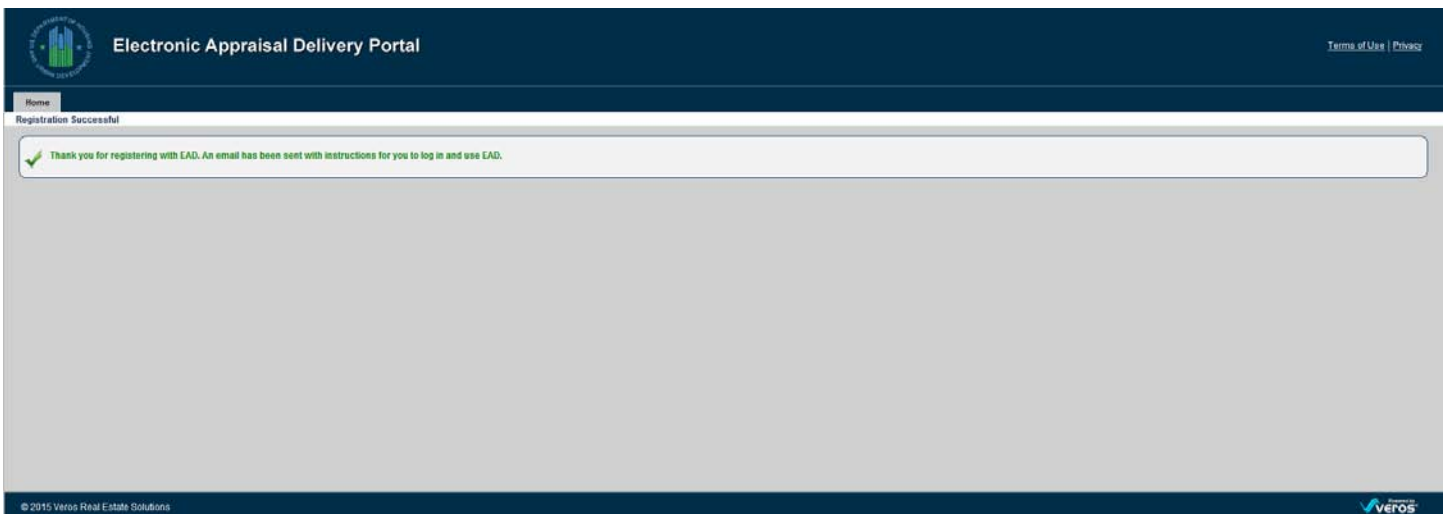 Electronic Appraisal Delivery Portal
Terms of Use | Privacy
Home
Registration Successful
Thank you for registering with EAD. An email has been sent with instructions for you to log in and use EAD.
© 2015 Veros Real Estate Solutions
Powered by
veros